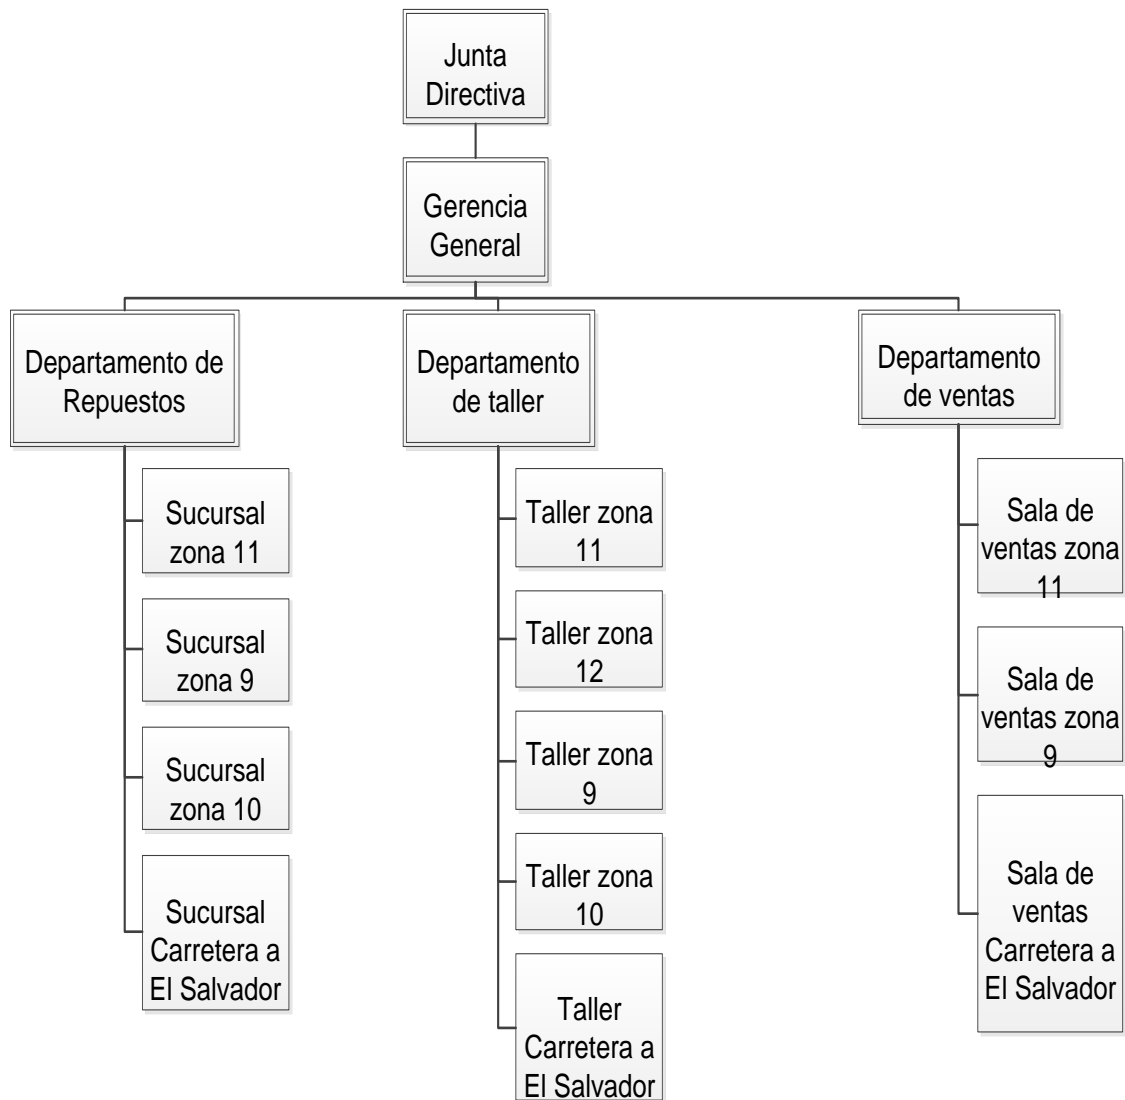 Junta
Directiva
Gerencia
General
Departamento de
Repuestos
Sucursal
zona 11
Sucursal
zona 9
Sucursal
zona 10
Sucursal
Carretera a
El Salvador
Departamento
de taller
Taller zona
11
Taller zona
12
Taller zona
9
Taller zona
10
Taller
Carretera a
El Salvador
Departamento
de ventas
Sala de
ventas zona
11
Sala de
ventas zona
9
Sala de
ventas
Carretera a
El Salvador